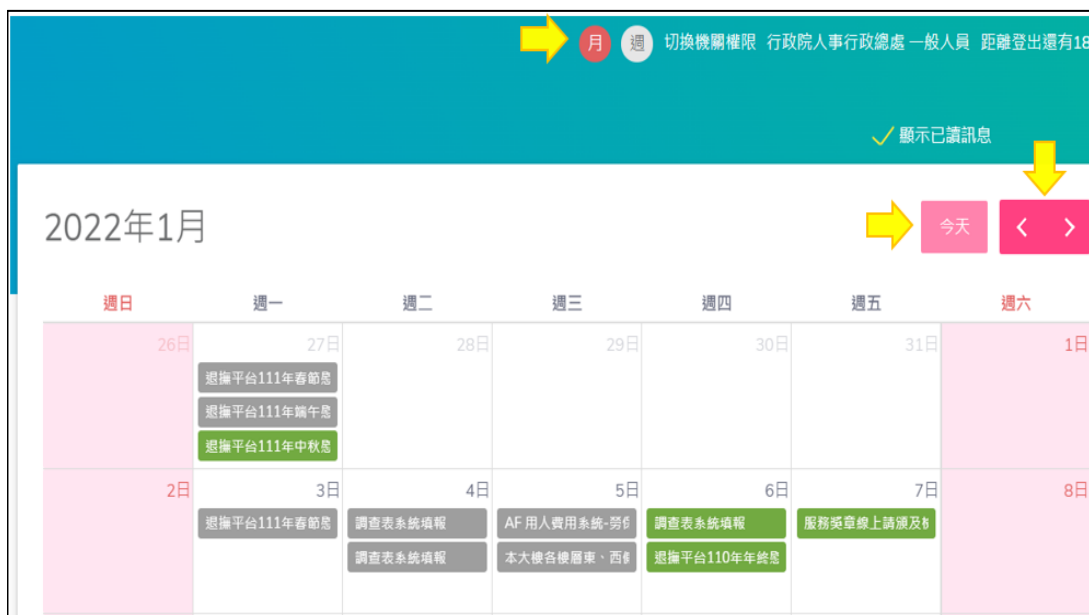 月 週 切換機關權限 行政院人事行政總處 一般人員 距離登出還有18
顯示已讀訊息
2022年1月
今天
週日 週一 週二 週三 週四 週五 週六
26日 27日 28日 29日 30日 31日 1日
退撫平台111年春節
退撫平台111年端午
退撫平台111年中秋
2日 3日 4日 5日 6日 7日 8日
退撫平台111年春節 調查表系統填報 AF 用人費用系統-勞 調查表系統填報 服務獎章線上請頒及
調查表系統填報 本大樓各樓層東、西 退撫平台110年年終